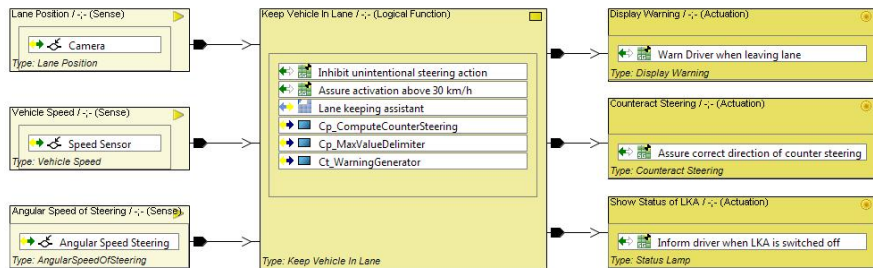 Lane Position / -;- (Sense)
Camera
Type: Lane Position
Vehicle Speed / -;- (Sense)
Speed Sensor
Type: Vehicle Speed
Angular Speed of Steering / -;- (Sense)
Angular Speed Steering
Type: AngularSpeedOfSteering
Keep Vehicle In Lane / -;- (Logical Function)
Inhibit unintentional steering action
Assure activation above 30 km/h
Lane keeping assistant
Cp_ComputeCounterSteering
Cp_MaxValueDelimiter
Ct_WarningGenerator
Type: Keep Vehicle In Lane
Display Warning / -;- (Actuation)
Warn Driver when leaving lane
Type: Display Warning
Counteract Steering / -;- (Actuation)
Assure correct direction of counter steering
Type: Counteract Steering
Show Status of LKA / -;- (Actuation)
Inform driver when LKA is switched off
Type: Status Lamp